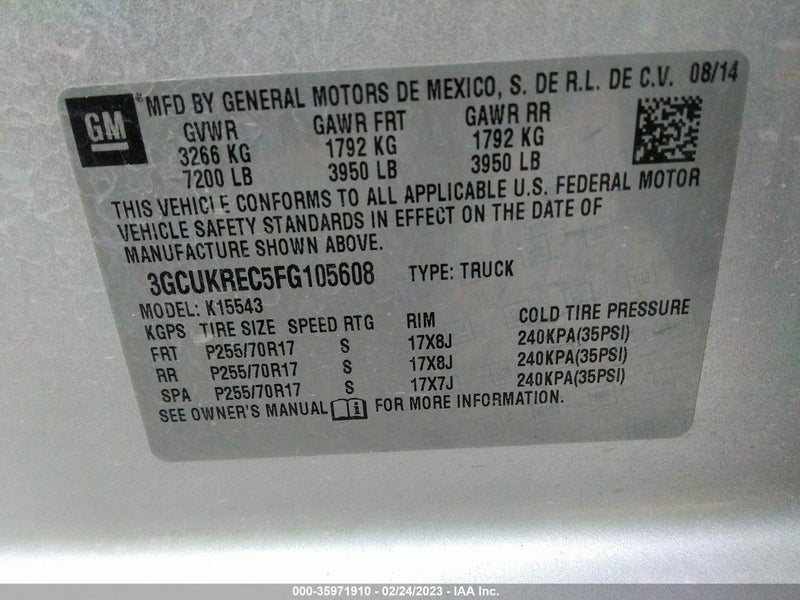 GM
®MFD BY GENERAL MOTORS DE MEXICO, S. DE R.L. DE C.V. 08/14
GVWR GAWR FRT GAWR RR
3266 KG 1792 KG 1792 KG
7200 LB 3950 LB 3950 LB
THIS VEHICLE CONFORMS TO ALL APPLICABLE U.S. FEDERAL MOTOR
VEHICLE SAFETY STANDARDS IN EFFECT ON THE DATE OF
MANUFACTURE SHOWN ABOVE.
3GCUKREC5FG105608 TYPE: TRUCK
MODEL: K15543
KGPS TIRE SIZE SPEED RTG RIM COLD TIRE PRESSURE
FRT P255/70R17 S 17X8J 240KPA(35PSI)
RR P255/70R17 S 17X8J 240KPA(35PSI)
SPA P255/70R17 S 17X7J 240KPA(35PSI)
SEE OWNER'S MANUAL FOR MORE INFORMATION.
000-35971910 - 02/24/2023 - IAA Inc.